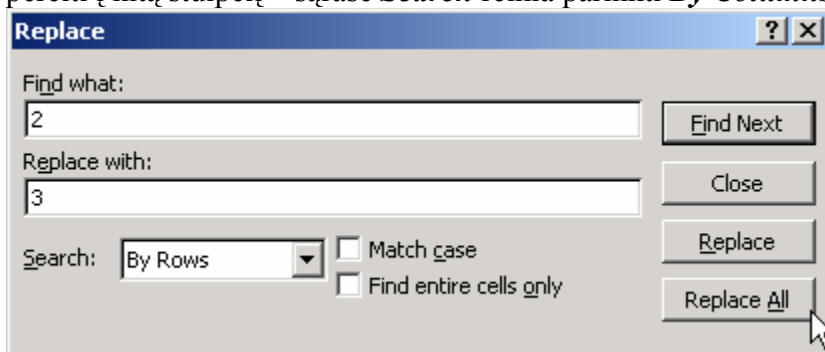 Replace
Find what:
2
Find Next
Replace with:
3
Close
Search: By Rows
Match case
Replace
Find entire cells only
Replace All